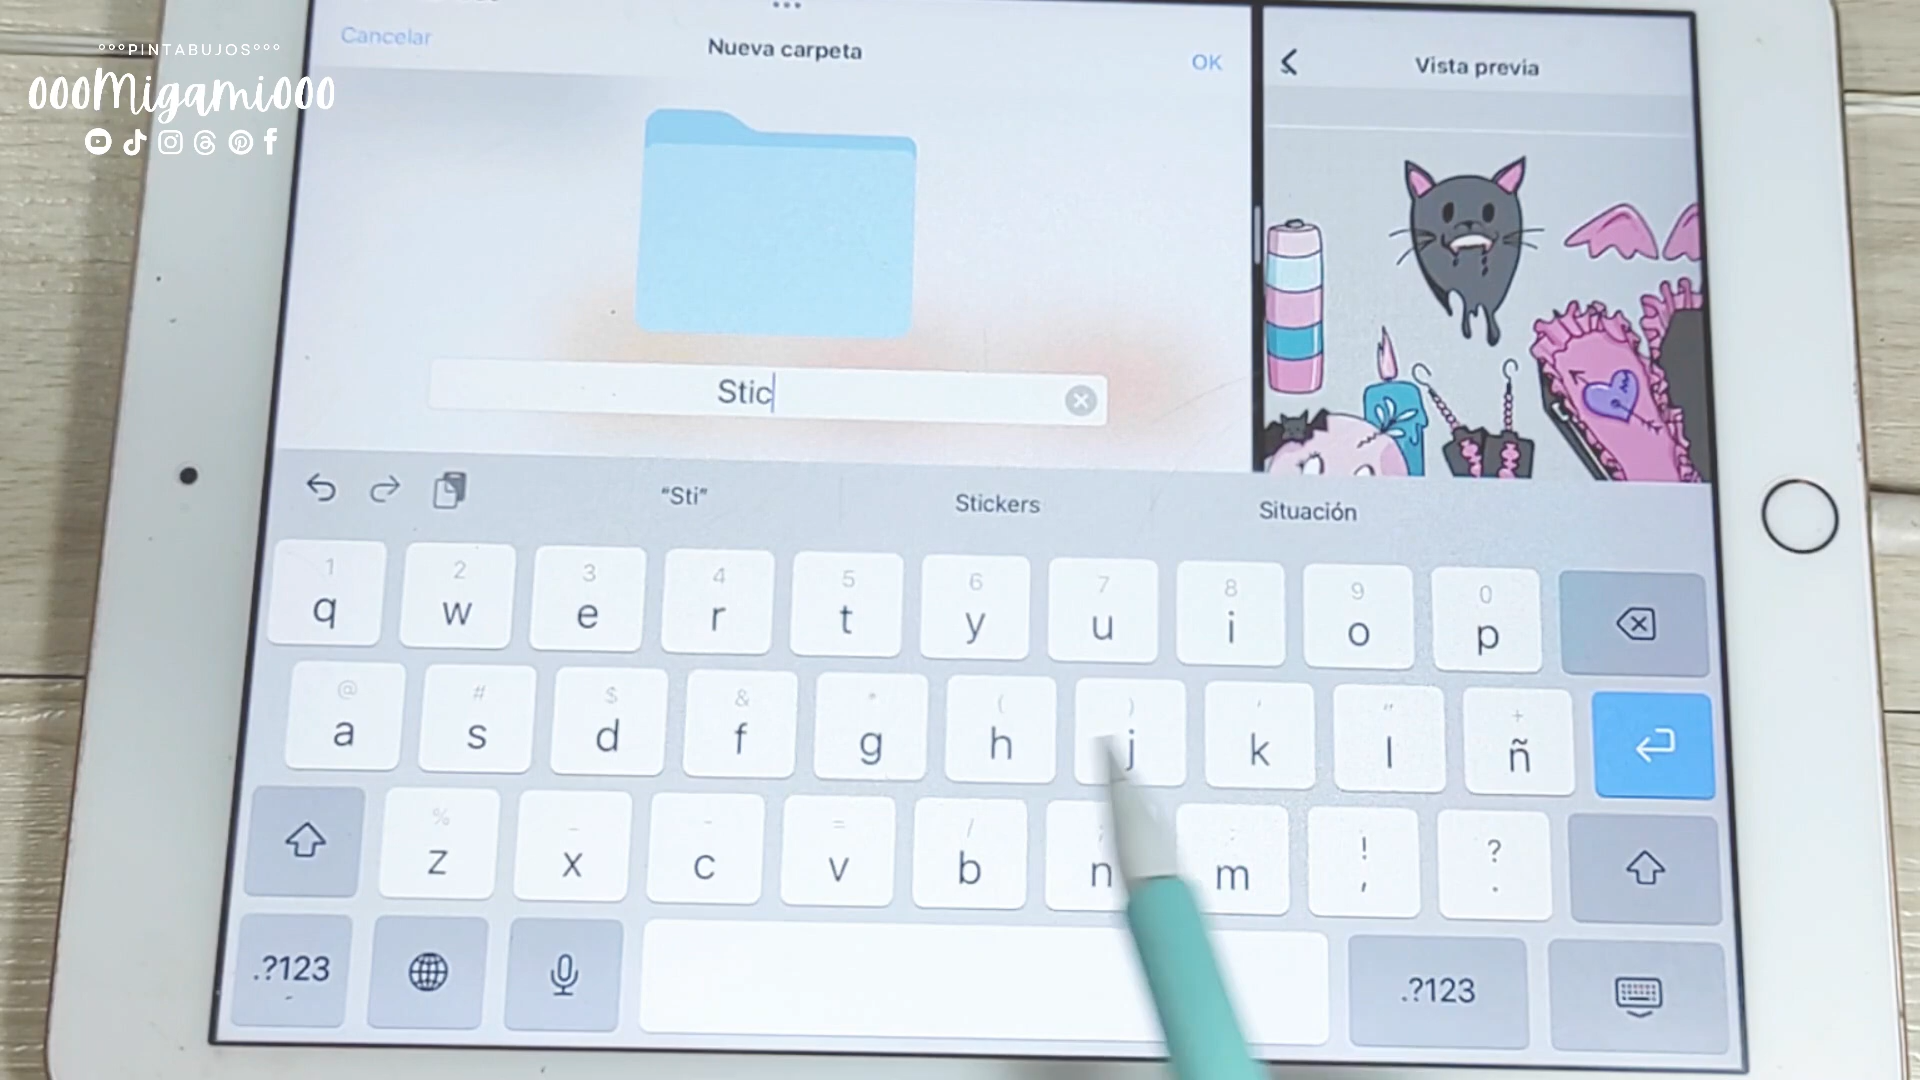 °°°PINTABUJOS°°°
oooMigamiooo
Cancelar
Nueva carpeta
OK
Vista previa
Stic
"Sti"
Stickers
Situación
1 2 3 4 5 6 7 8 9 0
q w e r t y u i o p
@ # $ & * ( ) ' " +
a s d f g h j k l ñ
% - = / ; : ! ?
z x c v b n m , .
.?123
.?123